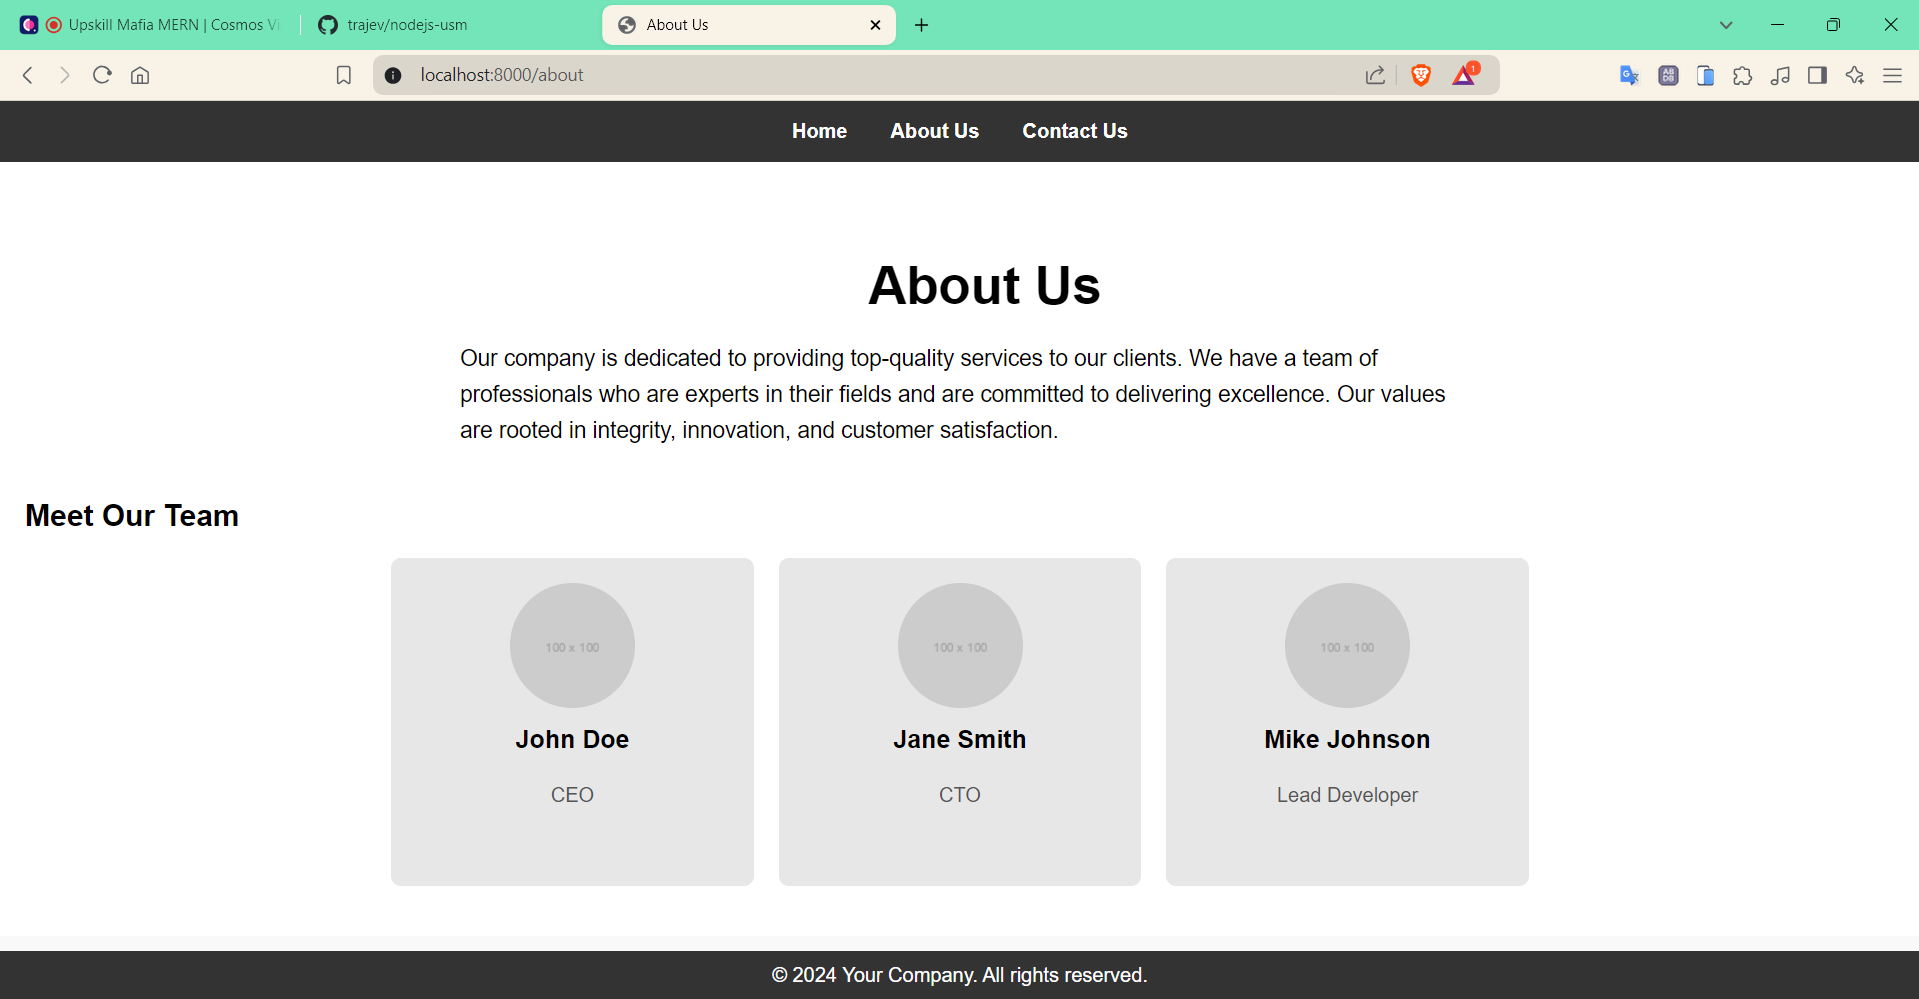 Upskill Mafia MERN | Cosmos Vi
trajev/nodejs-usm
About Us
localhost:8000/about
1
Home
About Us
Contact Us
About Us
Our company is dedicated to providing top-quality services to our clients. We have a team of
professionals who are experts in their fields and are committed to delivering excellence. Our values
are rooted in integrity, innovation, and customer satisfaction.
Meet Our Team
100 x 100
John Doe
CEO
100 x 100
Jane Smith
CTO
100 x 100
Mike Johnson
Lead Developer
© 2024 Your Company. All rights reserved.